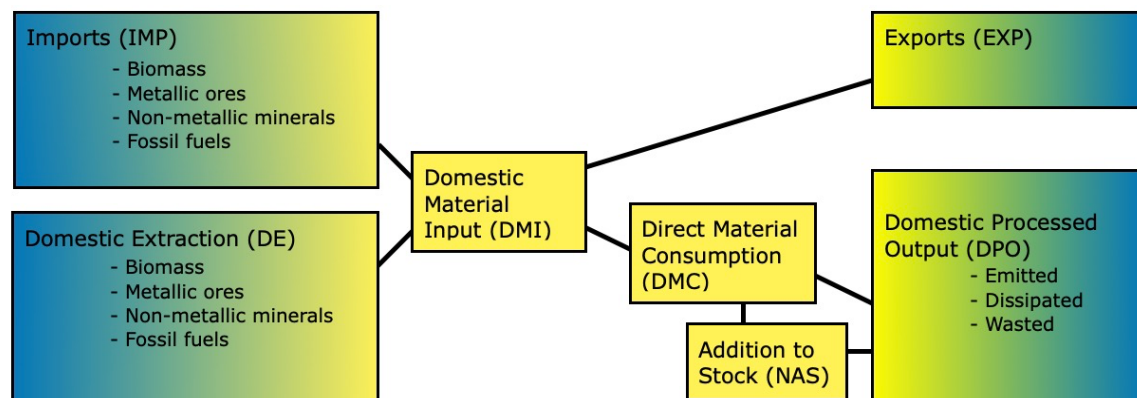 Imports (IMP)
- Biomass
- Metallic ores
- Non-metallic minerals
- Fossil fuels
Domestic Extraction (DE)
- Biomass
- Metallic ores
- Non-metallic minerals
- Fossil fuels
Domestic
Material
Input (DMI)
Direct Material
Consumption
(DMC)
Addition to
Stock (NAS)
Exports (EXP)
Domestic Processed
Output (DPO)
- Emitted
- Dissipated
- Wasted